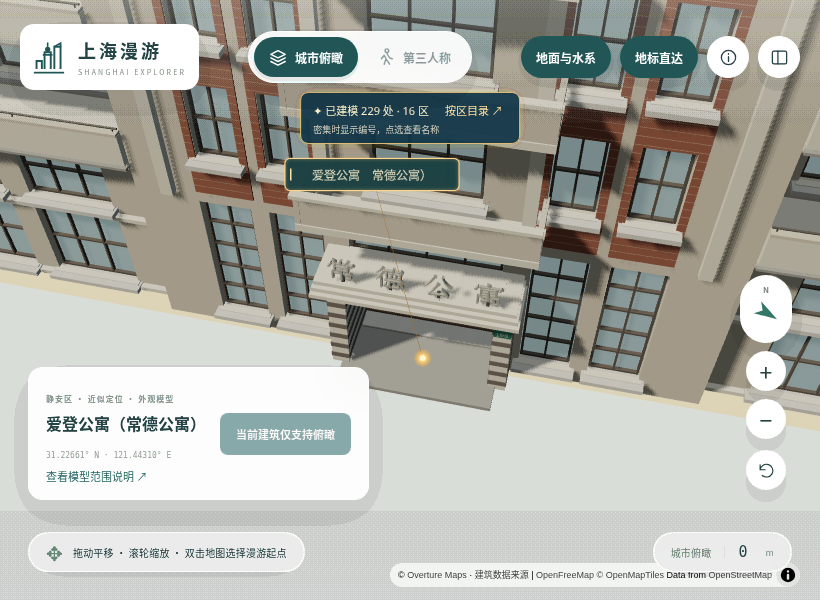 上海漫游
SHANGHAI EXPLORER
城市俯瞰
第三人称
地面与水系
地标直达
✦ 已建模 229 处 · 16 区 按区目录 ↗
密集时显示编号，点选查看名称
爱登公寓 常德公寓）
常德公寓
N
静安区 · 近似定位 · 外观模型
爱登公寓（常德公寓）
当前建筑仅支持俯瞰
31.22661° N · 121.44310° E
查看模型范围说明 ↗
拖动平移 · 滚轮缩放 · 双击地图选择漫游起点
城市俯瞰 0 m
© Overture Maps · 建筑数据来源 | OpenFreeMap © OpenMapTiles Data from OpenStreetMap